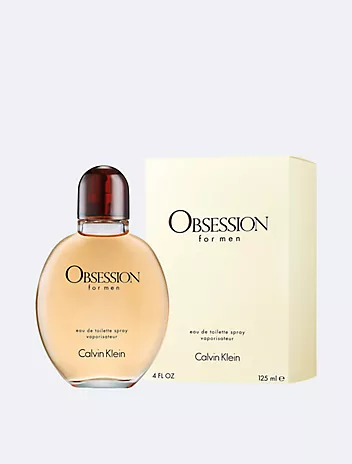 OBSESSION
for men
eau de toilette spray
vaporisateur
Calvin Klein
OBSESSION
for men
eau de toilette spray
vaporisateur
Calvin Klein
4 FL OZ 125 ml ℮